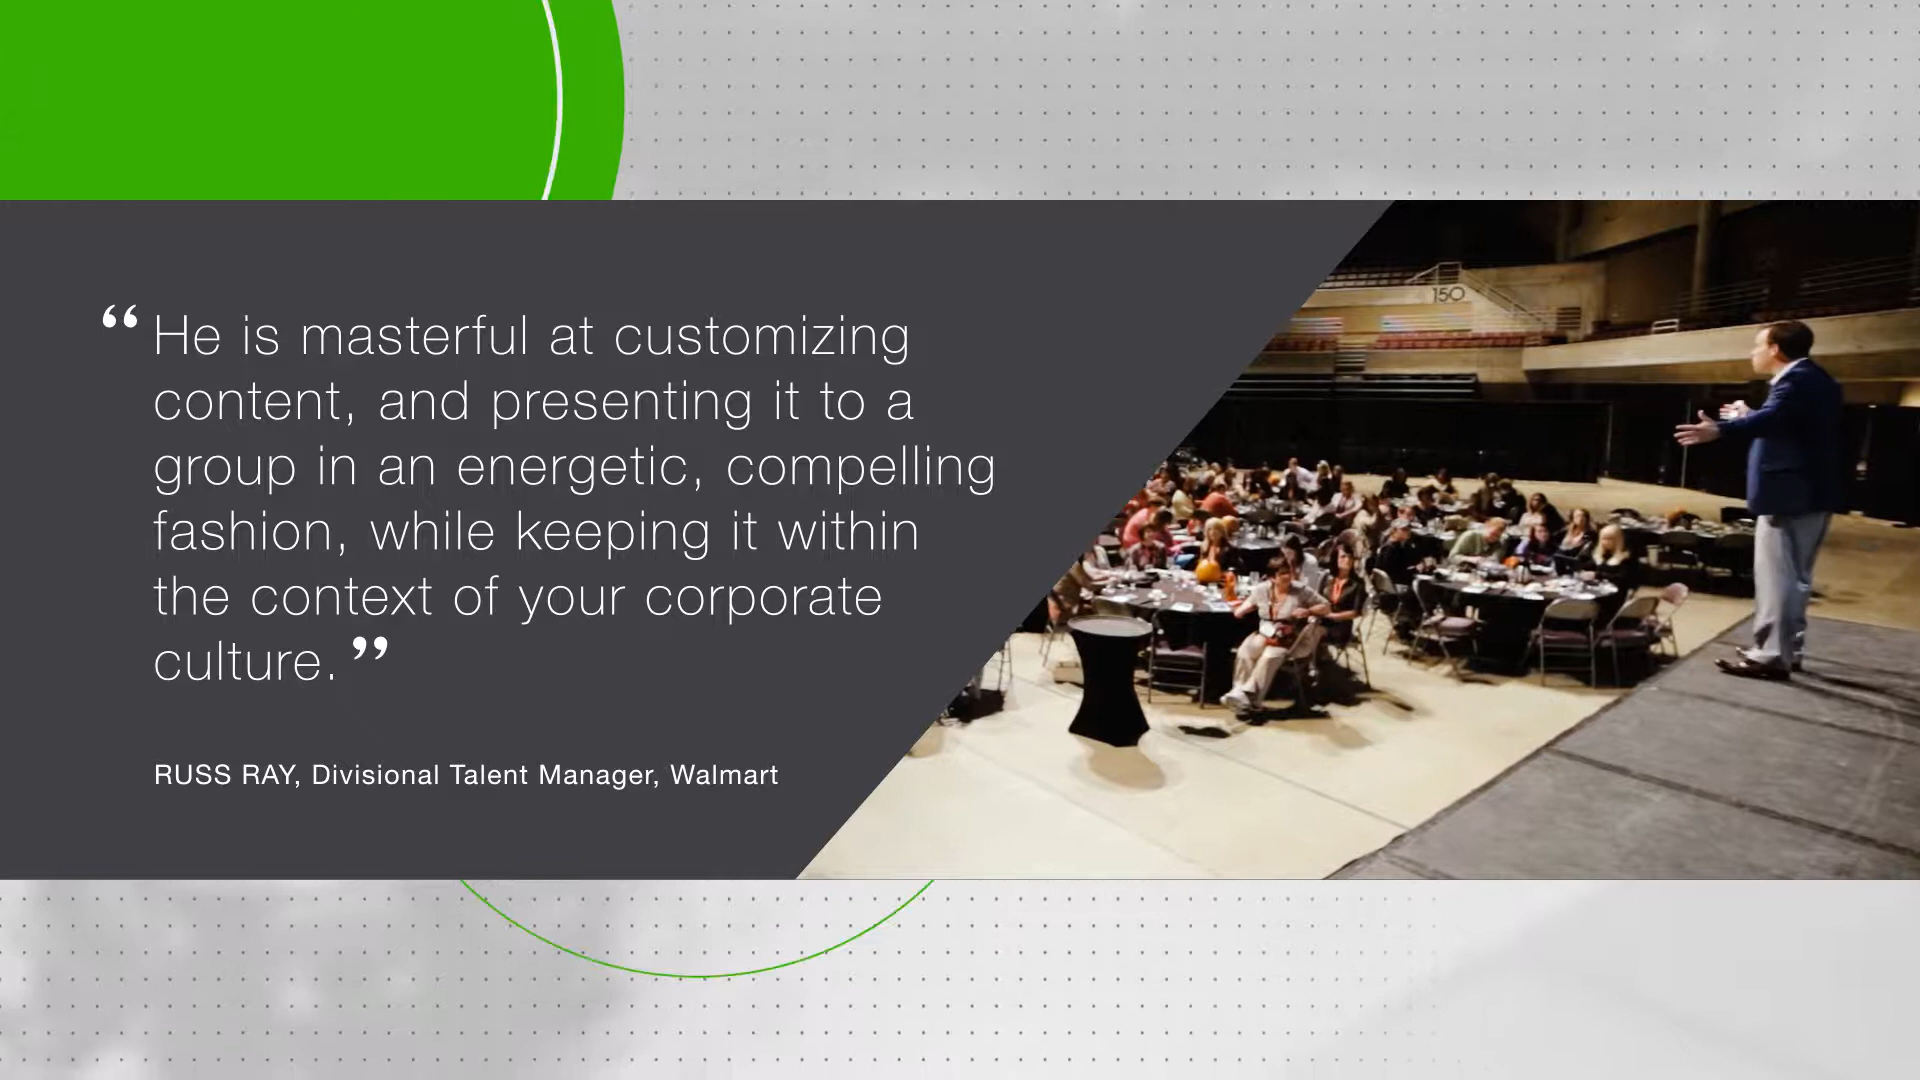 “He is masterful at customizing
content, and presenting it to a
group in an energetic, compelling
fashion, while keeping it within
the context of your corporate
culture.”
RUSS RAY, Divisional Talent Manager, Walmart
150